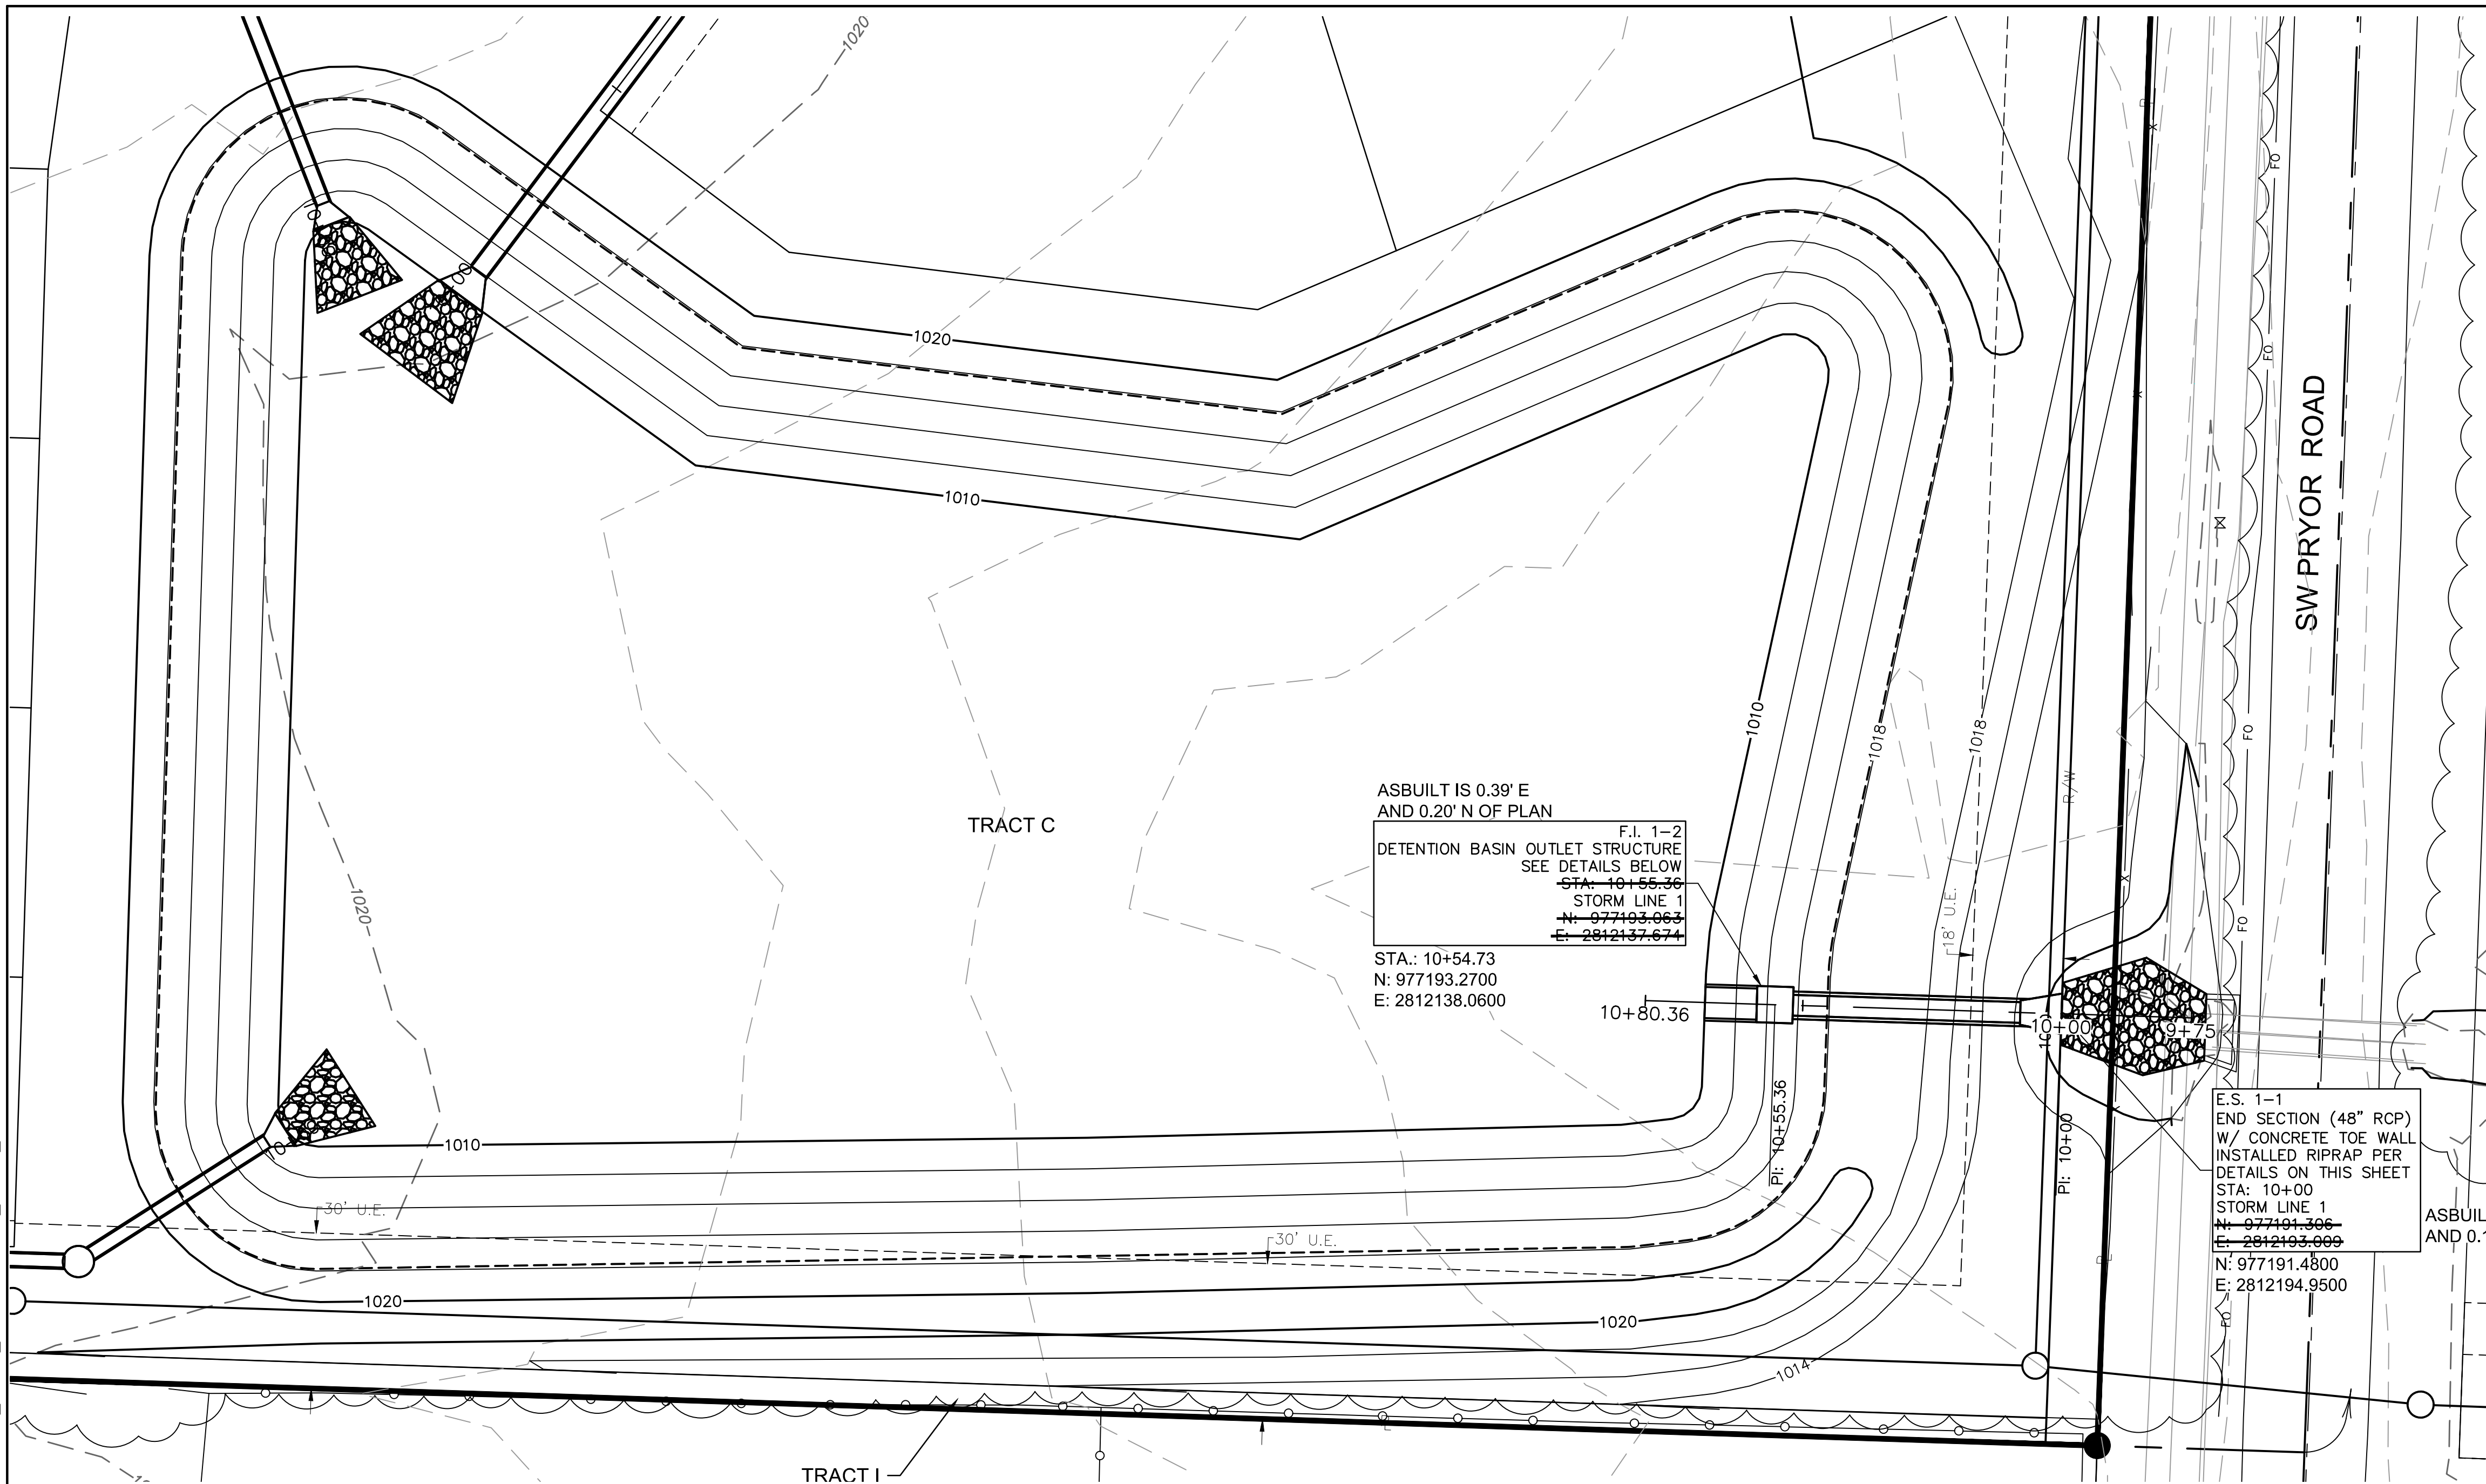 1020
FO
FO
SW PRYOR ROAD
1020
1010
1010
1018
1018
FO
R/W
ASBUILT IS 0.39' E
AND 0.20' N OF PLAN
TRACT C
F.I. 1-2
DETENTION BASIN OUTLET STRUCTURE
SEE DETAILS BELOW
STA: 10+55.36
STORM LINE 1
N: 977193.063
E: 2812137.674
STA.: 10+54.73
N: 977193.2700
E: 2812138.0600
1020
18' U.E.
FO
10+80.36
10+00
9+75
PI: 10+55.36
PI: 10+00
E.S. 1-1
END SECTION (48" RCP)
W/ CONCRETE TOE WALL
INSTALLED RIPRAP PER
DETAILS ON THIS SHEET
STA: 10+00
STORM LINE 1
N: 977191.306
E: 2812193.009
N: 977191.4800
E: 2812194.9500
1010
30' U.E.
30' U.E.
1020
1020
FO
1014
TRACT I